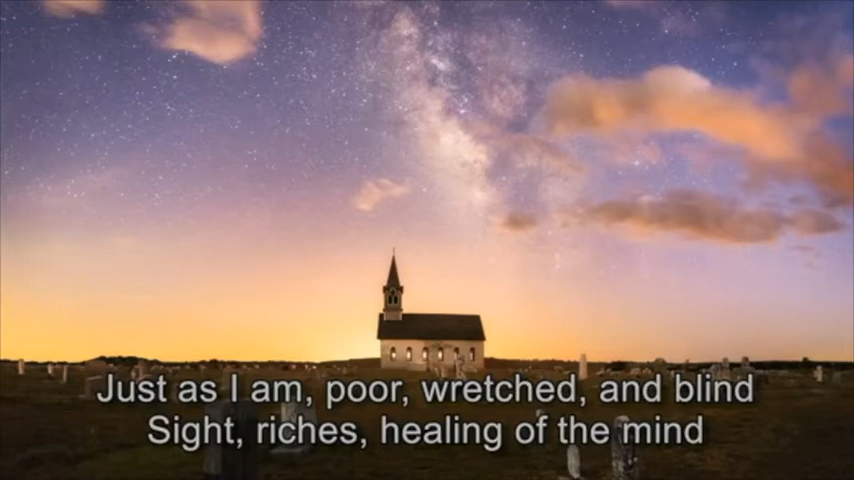 Just as I am, poor, wretched, and blind
Sight, riches, healing of the mind